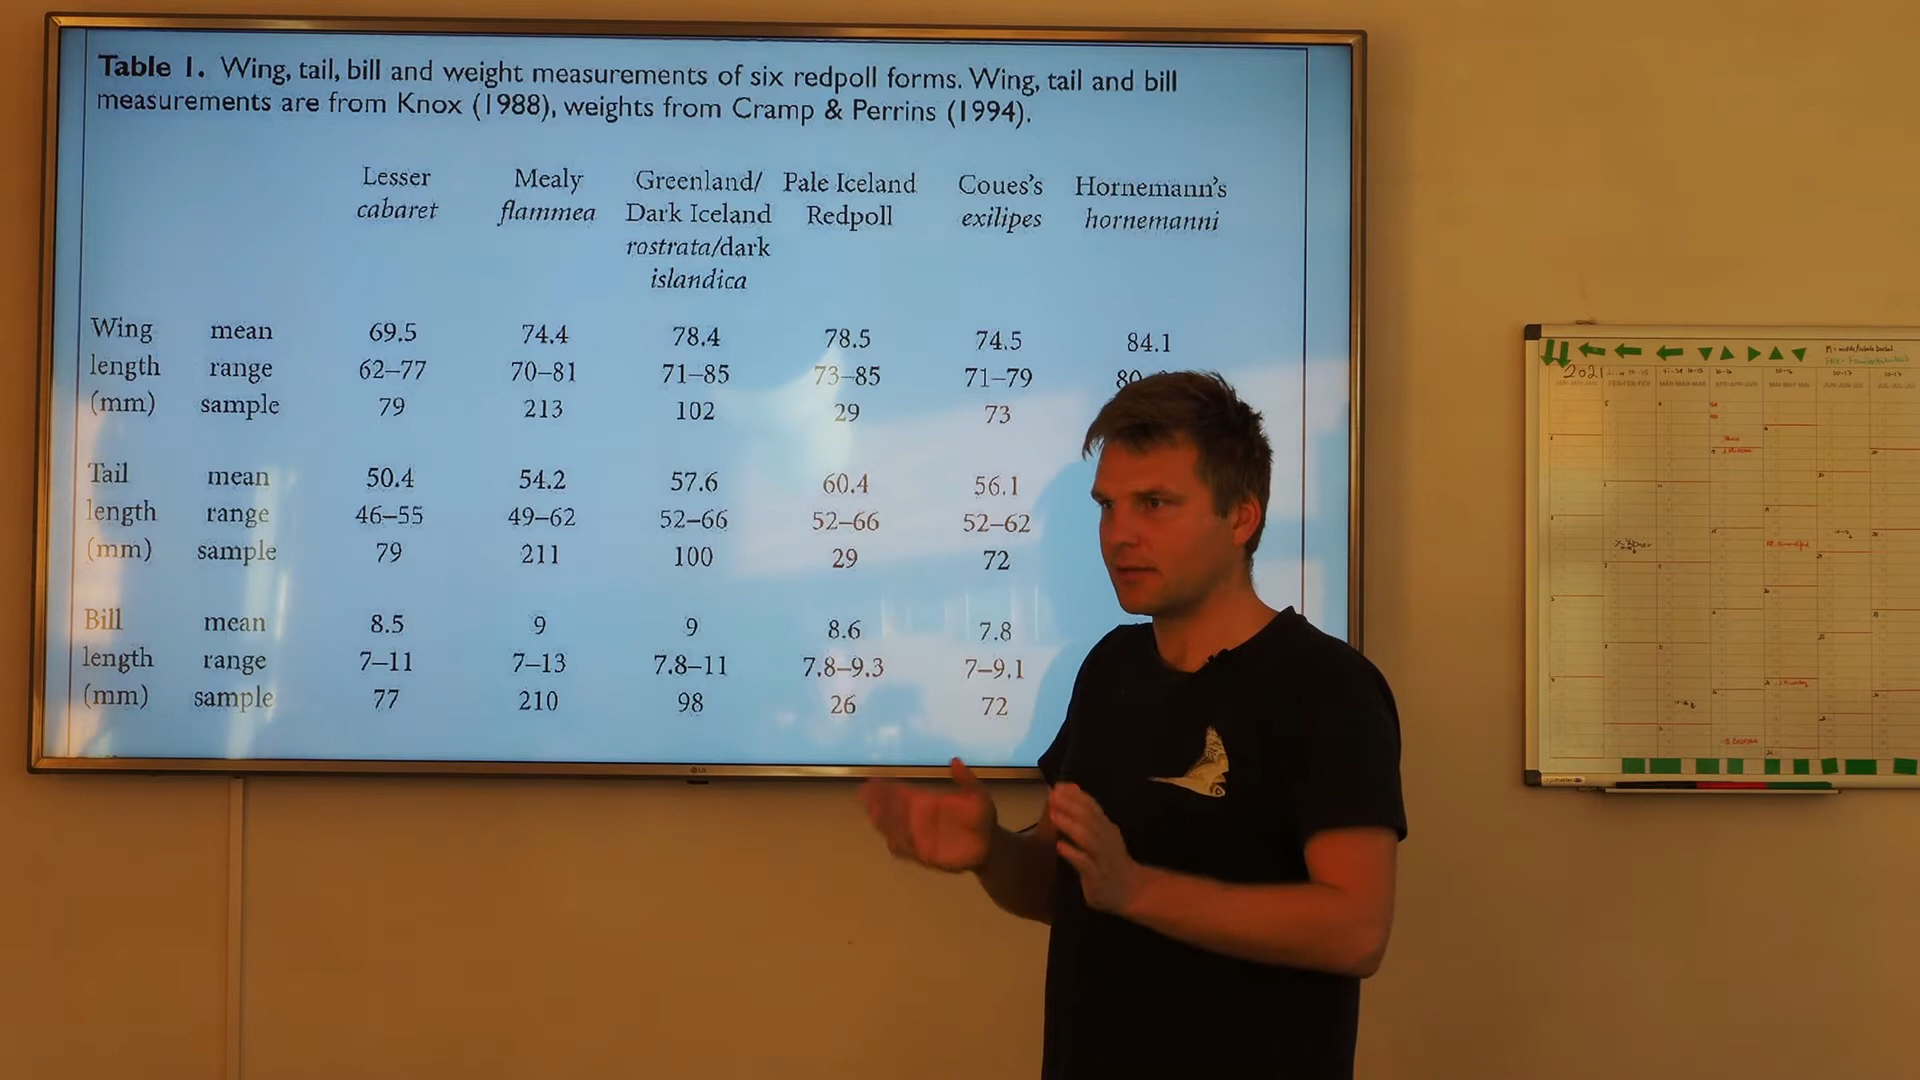 Table 1. Wing, tail, bill and weight measurements of six redpoll forms. Wing, tail and bill
measurements are from Knox (1988), weights from Cramp & Perrins (1994).
Lesser Mealy Greenland/ Pale Iceland Coues's Hornemann's
cabaret flammea Dark Iceland Redpoll exilipes hornemanni
rostrata/dark
islandica
Wing mean 69.5 74.4 78.4 78.5 74.5 84.1
length range 62–77 70–81 71–85 73–85 71–79
(mm) sample 79 213 102 29 73
Tail mean 50.4 54.2 57.6 60.4 56.1
length range 46–55 49–62 52–66 52–66 52–62
(mm) sample 79 211 100 29 72
Bill mean 8.5 9 9 8.6 7.8
length range 7–11 7–13 7.8–11 7.8–9.3 7–9.1
(mm) sample 77 210 98 26 72
LG
2021